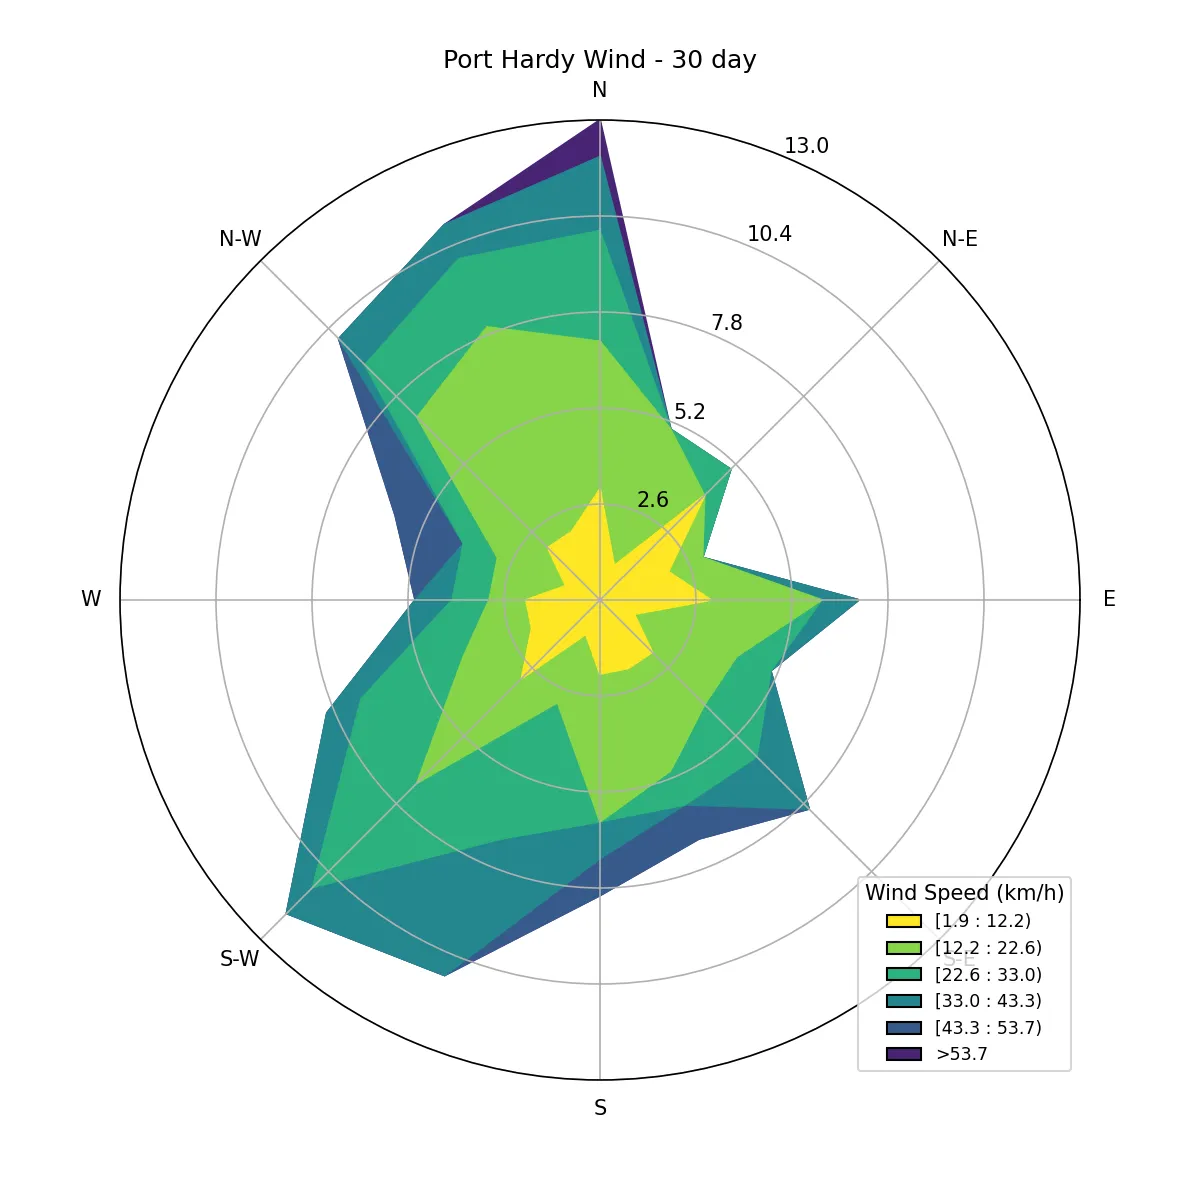 Port Hardy Wind - 30 day
N
13.0
N-W
10.4
N-E
7.8
5.2
2.6
W
E
Wind Speed (km/h)
[1.9 : 12.2)
[12.2 : 22.6)
S-W
S-E
[22.6 : 33.0)
[33.0 : 43.3)
[43.3 : 53.7)
>53.7
S